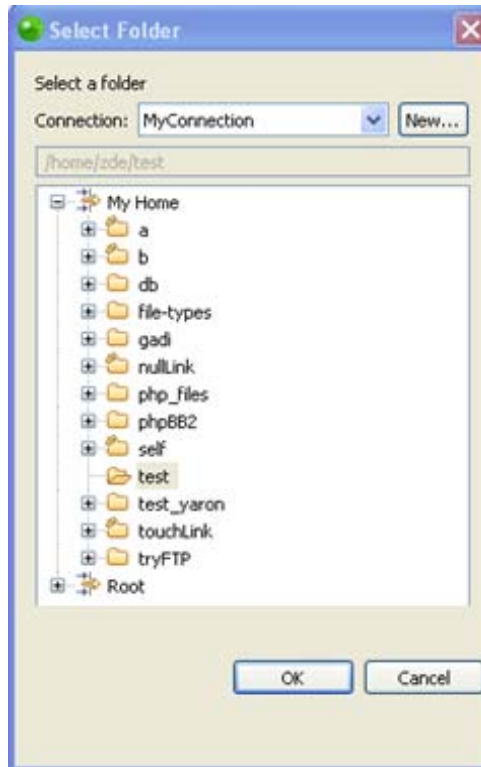 Select Folder
Select a folder
Connection: MyConnection New...
/home/zde/test
My Home
a
b
db
file-types
gadi
nullLink
php_files
phpBB2
self
test
test_yaron
touchLink
tryFTP
Root
OK Cancel